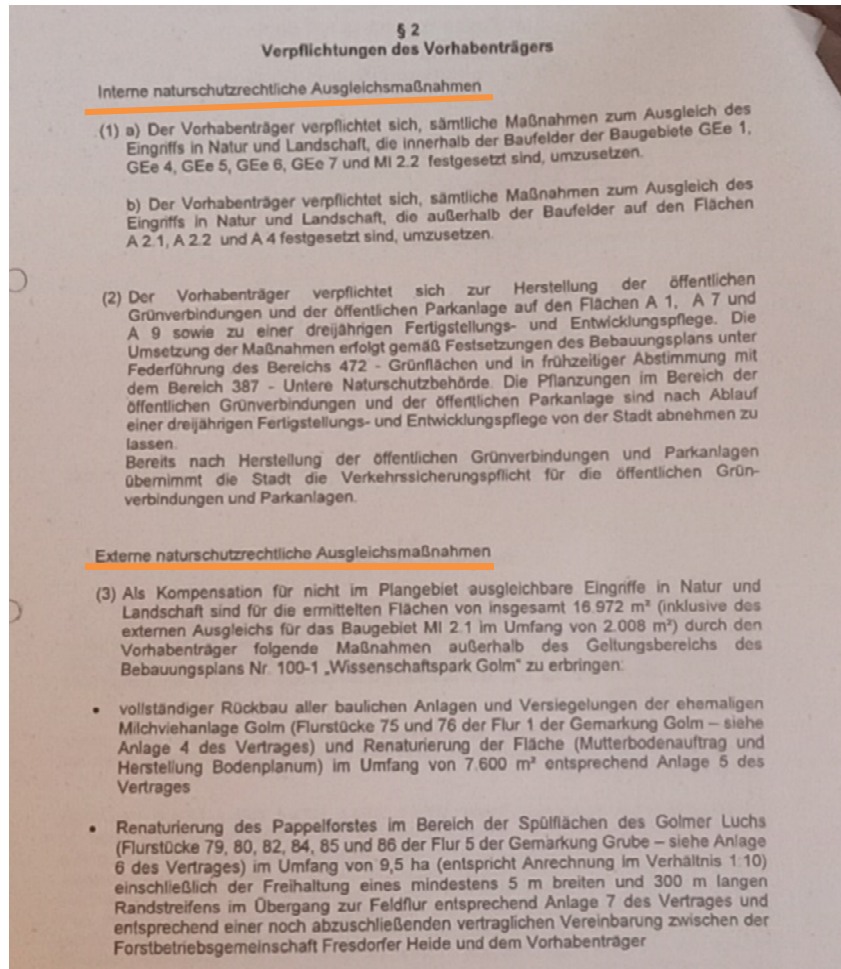 § 2
Verpflichtungen des Vorhabenträgers
Interne naturschutzrechtliche Ausgleichsmaßnahmen
(1) a) Der Vorhabenträger verpflichtet sich, sämtliche Maßnahmen zum Ausgleich des
Eingriffs in Natur und Landschaft, die innerhalb der Baufelder der Baugebiete GEe 1,
GEe 4, GEe 5, GEe 6, GEe 7 und MI 2.2 festgesetzt sind, umzusetzen.
b) Der Vorhabenträger verpflichtet sich, sämtliche Maßnahmen zum Ausgleich des
Eingriffs in Natur und Landschaft, die außerhalb der Baufelder auf den Flächen
A 2.1, A 2.2 und A 4 festgesetzt sind, umzusetzen.
(2) Der Vorhabenträger verpflichtet sich zur Herstellung der öffentlichen
Grünverbindungen und der öffentlichen Parkanlage auf den Flächen A 1, A 7 und
A 9 sowie zu einer dreijährigen Fertigstellungs- und Entwicklungspflege. Die
Umsetzung der Maßnahmen erfolgt gemäß Festsetzungen des Bebauungsplans unter
Federführung des Bereichs 472 - Grünflächen und in frühzeitiger Abstimmung mit
dem Bereich 387 - Untere Naturschutzbehörde. Die Pflanzungen im Bereich der
öffentlichen Grünverbindungen und der öffentlichen Parkanlage sind nach Ablauf
einer dreijährigen Fertigstellungs- und Entwicklungspflege von der Stadt abnehmen zu
lassen.
Bereits nach Herstellung der öffentlichen Grünverbindungen und Parkanlagen
übernimmt die Stadt die Verkehrssicherungspflicht für die öffentlichen Grün-
verbindungen und Parkanlagen.
Externe naturschutzrechtliche Ausgleichsmaßnahmen
(3) Als Kompensation für nicht im Plangebiet ausgleichbare Eingriffe in Natur und
Landschaft sind für die ermittelten Flächen von insgesamt 16.972 m² (inklusive des
externen Ausgleichs für das Baugebiet MI 2.1 im Umfang von 2.008 m²) durch den
Vorhabenträger folgende Maßnahmen außerhalb des Geltungsbereichs des
Bebauungsplans Nr. 100-1 „Wissenschaftspark Golm“ zu erbringen:
• vollständiger Rückbau aller baulichen Anlagen und Versiegelungen der ehemaligen
Milchviehanlage Golm (Flurstücke 75 und 76 der Flur 1 der Gemarkung Golm – siehe
Anlage 4 des Vertrages) und Renaturierung der Fläche (Mutterbodenauftrag und
Herstellung Bodenplanum) im Umfang von 7.600 m² entsprechend Anlage 5 des
Vertrages
• Renaturierung des Pappelforstes im Bereich der Spülflächen des Golmer Luchs
(Flurstücke 79, 80, 82, 84, 85 und 86 der Flur 5 der Gemarkung Grube – siehe Anlage
6 des Vertrages) im Umfang von 9,5 ha (entspricht Anrechnung im Verhältnis 1:10)
einschließlich der Freihaltung eines mindestens 5 m breiten und 300 m langen
Randstreifens im Übergang zur Feldflur entsprechend Anlage 7 des Vertrages und
entsprechend einer noch abzuschließenden vertraglichen Vereinbarung zwischen der
Forstbetriebsgemeinschaft Fresdorfer Heide und dem Vorhabenträger